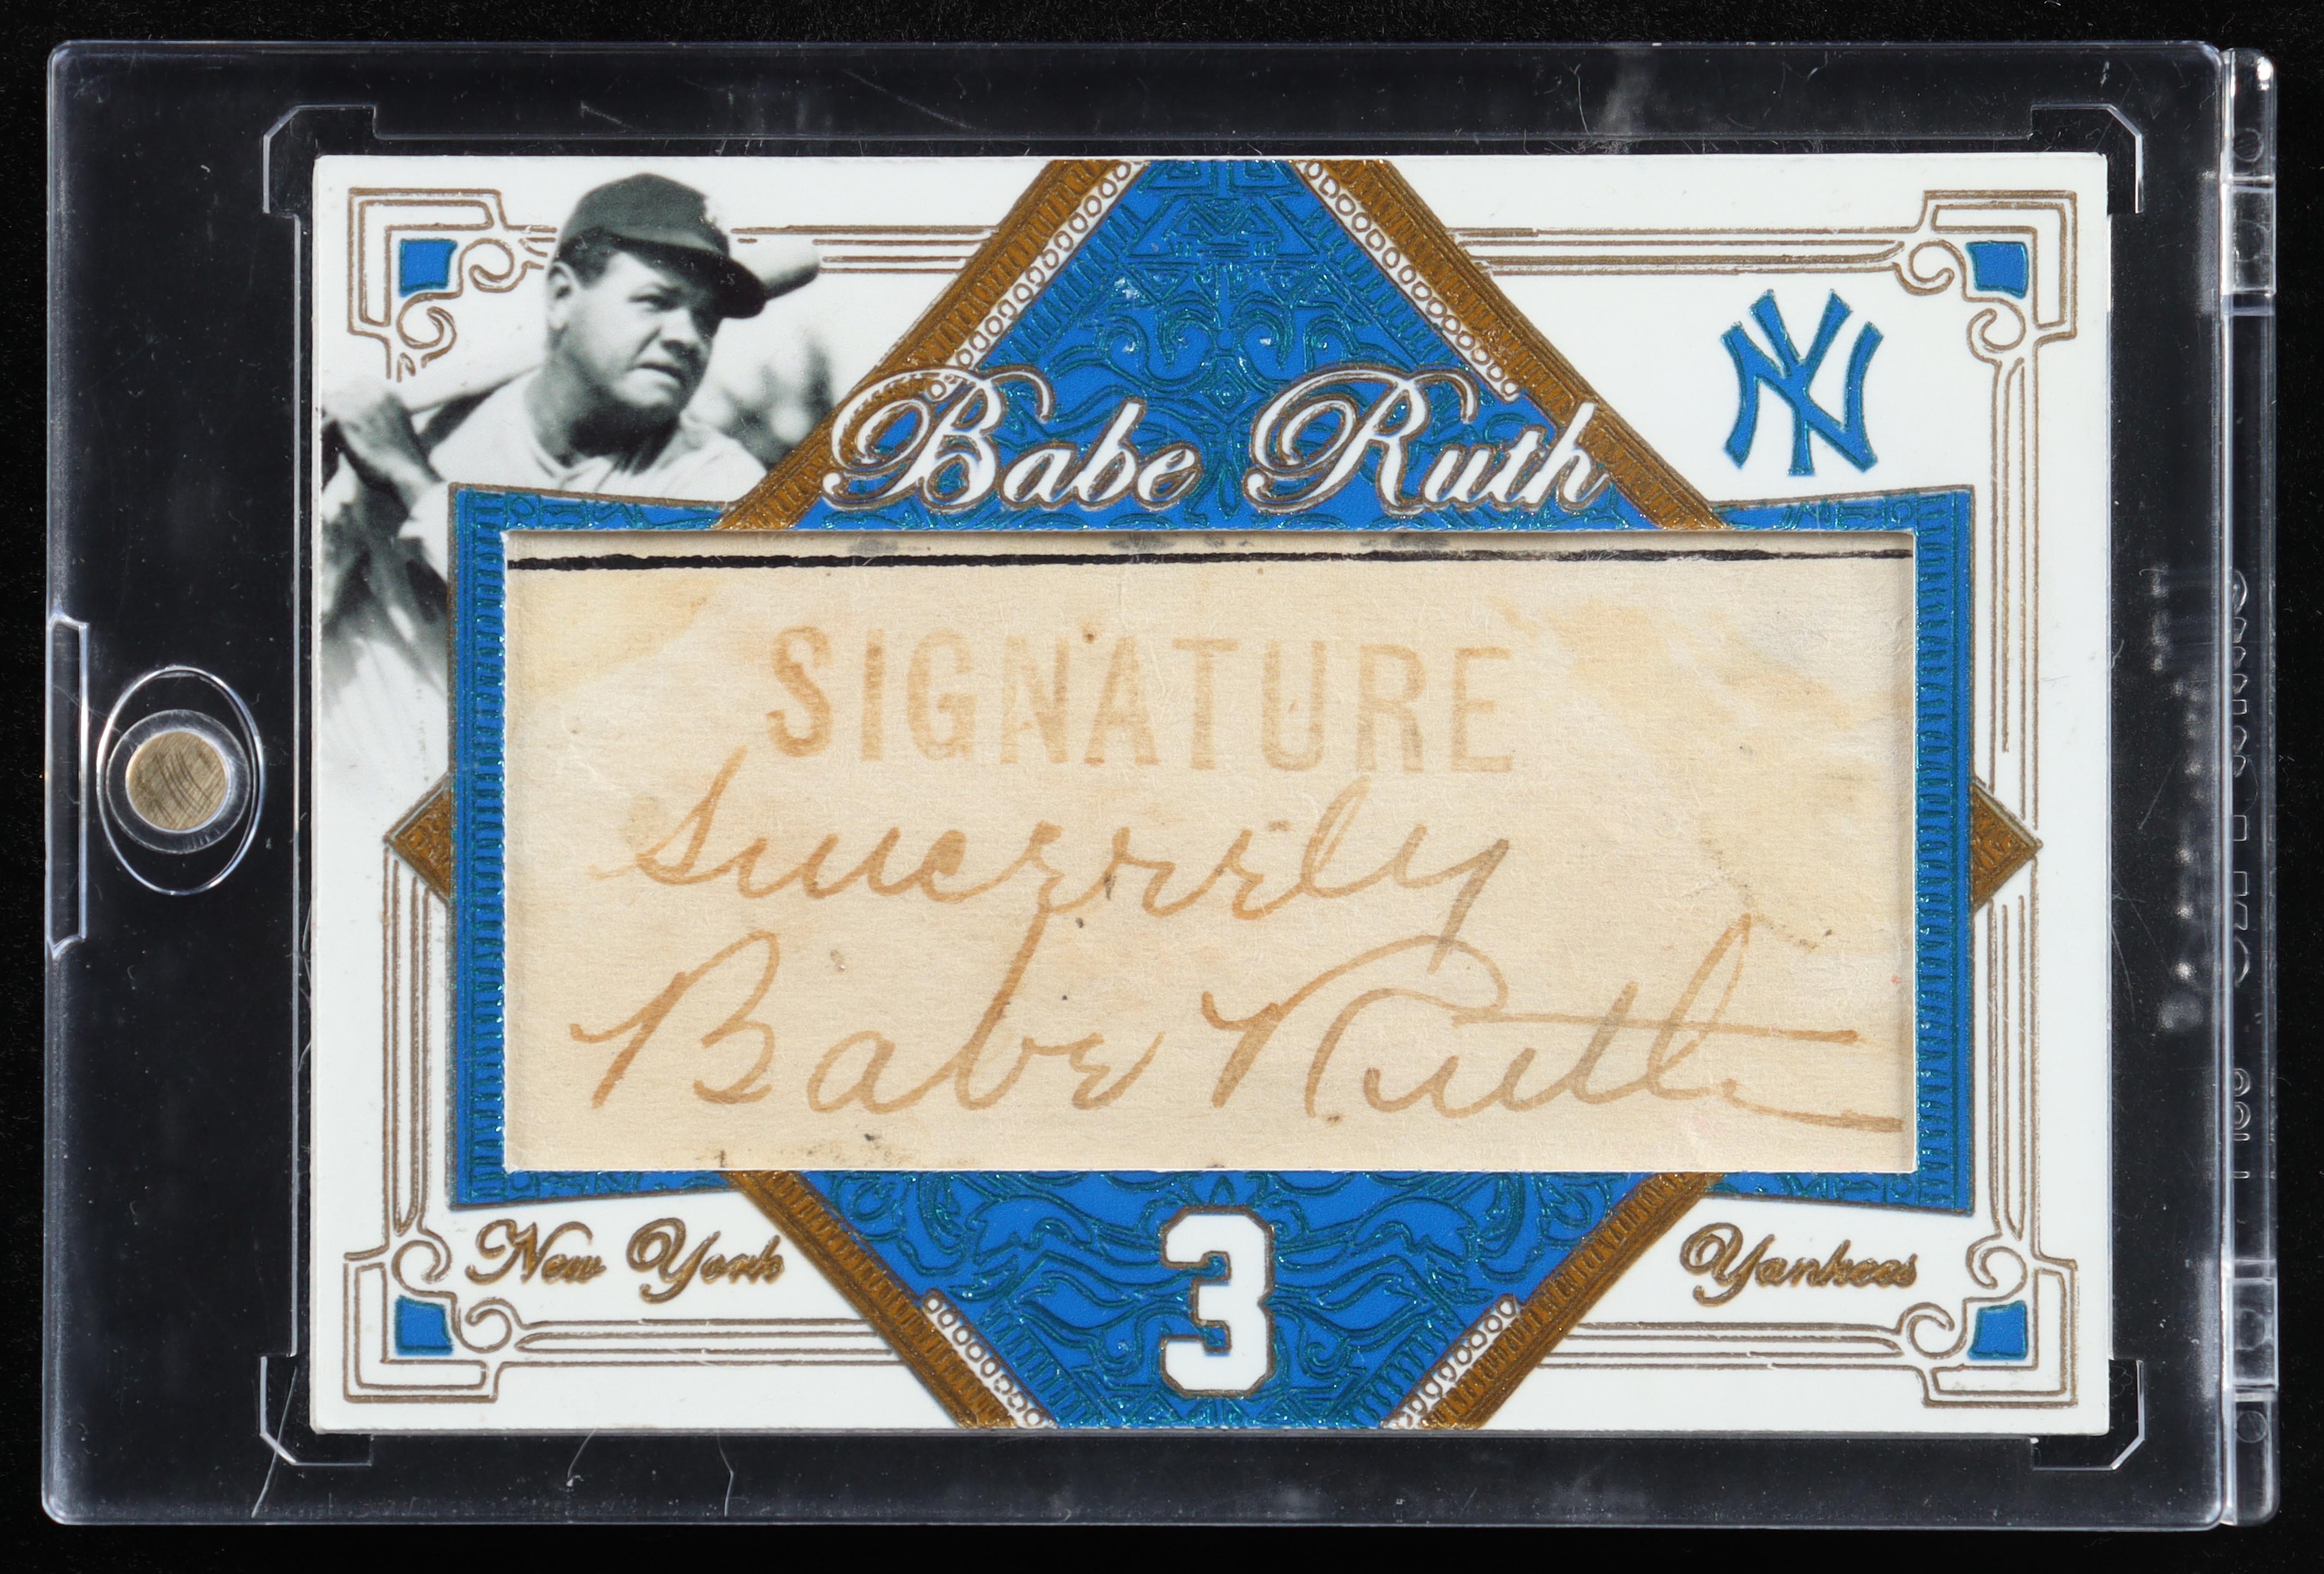 NY
Babe Ruth
SIGNATURE
Sincerely
Babe Ruth
New York
3
Yankees